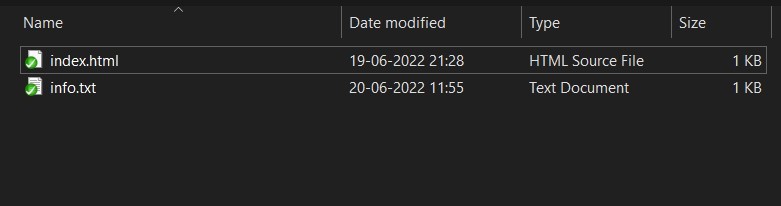 Name Date modified Type Size
index.html 19-06-2022 21:28 HTML Source File 1 KB
info.txt 20-06-2022 11:55 Text Document 1 KB